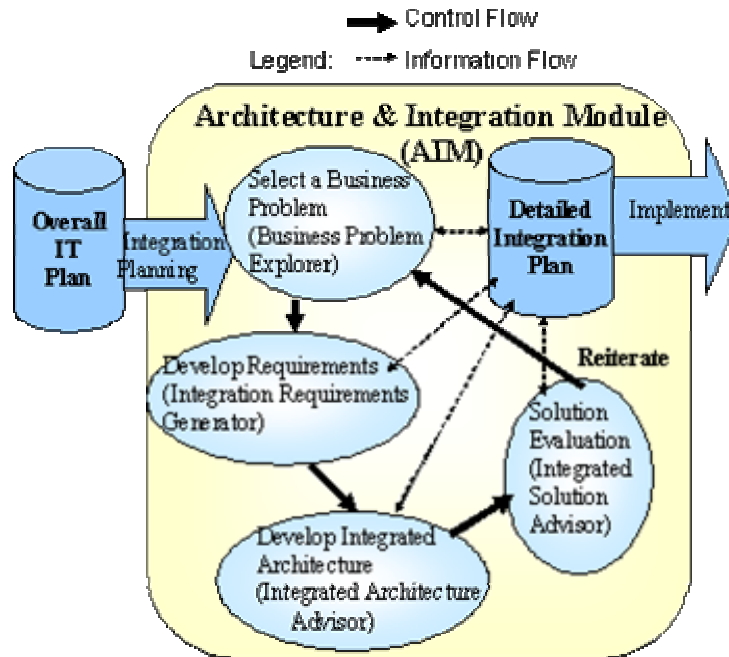 Control Flow
Legend:
Information Flow
Architecture & Integration Module
(AIM)
Overall
IT
Plan
Integration
Planning
Select a Business
Problem
(Business Problem
Explorer)
Detailed
Integration
Plan
Implement
Develop Requirements
(Integration Requirements
Generator)
Reiterate
Solution
Evaluation
(Integrated
Solution
Advisor)
Develop Integrated
Architecture
(Integrated Architecture
Advisor)